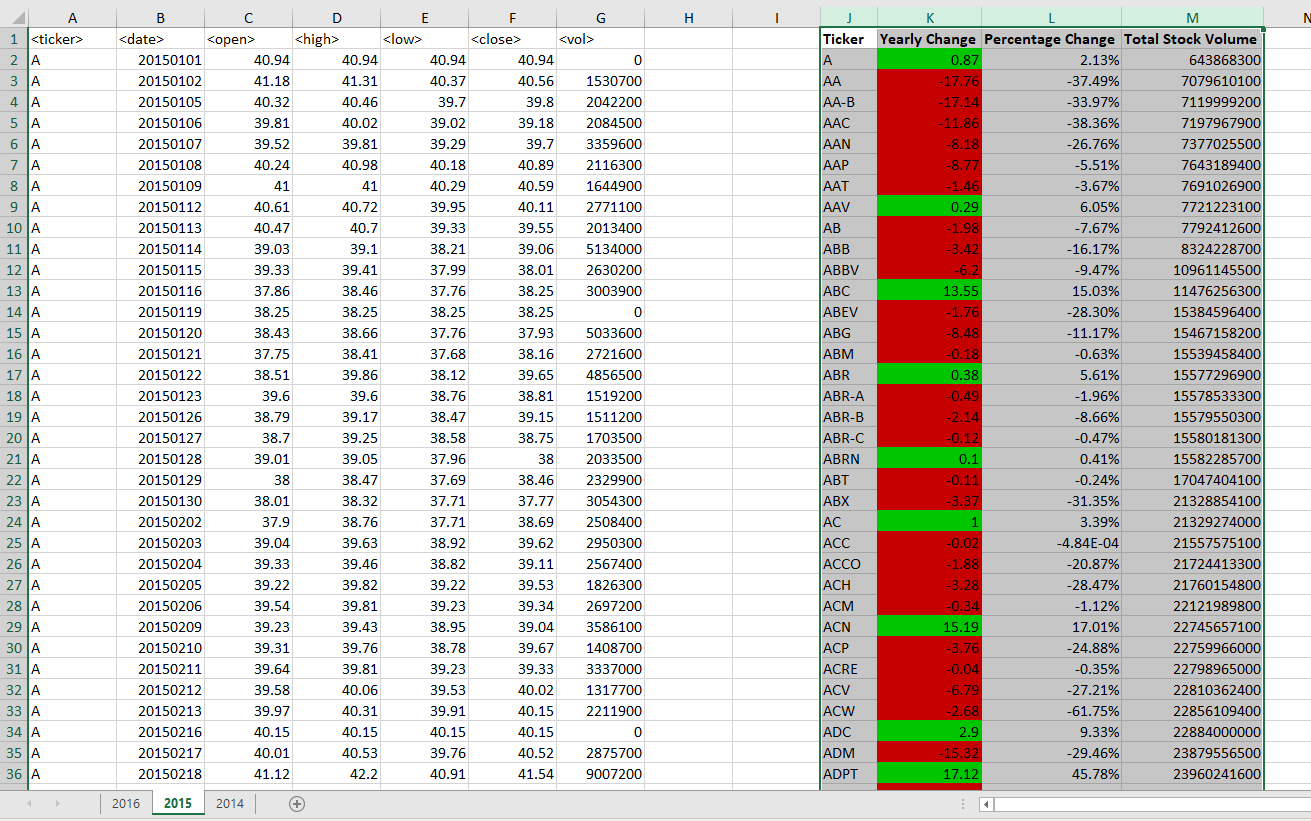 A B C D E F G H I J K L M N
1 <ticker> <date> <open> <high> <low> <close> <vol> Ticker Yearly Change Percentage Change Total Stock Volume
2 A 20150101 40.94 40.94 40.94 40.94 0 A 0.87 2.13% 643868300
3 A 20150102 41.18 41.31 40.37 40.56 1530700 AA -17.76 -37.49% 7079610100
4 A 20150105 40.32 40.46 39.7 39.8 2042200 AA-B -17.14 -33.97% 7119999200
5 A 20150106 39.81 40.02 39.02 39.18 2084500 AAC -11.86 -38.36% 7197967900
6 A 20150107 39.52 39.81 39.29 39.7 3359600 AAN -8.18 -26.76% 7377025500
7 A 20150108 40.24 40.98 40.18 40.89 2116300 AAP -8.77 -5.51% 7643189400
8 A 20150109 41 41 40.29 40.59 1644900 AAT -1.46 -3.67% 7691026900
9 A 20150112 40.61 40.72 39.95 40.11 2771100 AAV 0.29 6.05% 7721223100
10 A 20150113 40.47 40.7 39.33 39.55 2013400 AB -1.98 -7.67% 7792412600
11 A 20150114 39.03 39.1 38.21 39.06 5134000 ABB -3.42 -16.17% 8324228700
12 A 20150115 39.33 39.41 37.99 38.01 2630200 ABBV -6.2 -9.47% 10961145500
13 A 20150116 37.86 38.46 37.76 38.25 3003900 ABC 13.55 15.03% 11476256300
14 A 20150119 38.25 38.25 38.25 38.25 0 ABEV -1.76 -28.30% 15384596400
15 A 20150120 38.43 38.66 37.76 37.93 5033600 ABG -8.48 -11.17% 15467158200
16 A 20150121 37.75 38.41 37.68 38.16 2721600 ABM -0.18 -0.63% 15539458400
17 A 20150122 38.51 39.86 38.12 39.65 4856500 ABR 0.38 5.61% 15577296900
18 A 20150123 39.6 39.6 38.76 38.81 1519200 ABR-A -0.49 -1.96% 15578533300
19 A 20150126 38.79 39.17 38.47 39.15 1511200 ABR-B -2.14 -8.66% 15579550300
20 A 20150127 38.7 39.25 38.58 38.75 1703500 ABR-C -0.12 -0.47% 15580181300
21 A 20150128 39.01 39.05 37.96 38 2033500 ABRN 0.1 0.41% 15582285700
22 A 20150129 38 38.47 37.69 38.46 2329900 ABT -0.11 -0.24% 17047404100
23 A 20150130 38.01 38.32 37.71 37.77 3054300 ABX -3.37 -31.35% 21328854100
24 A 20150202 37.9 38.76 37.71 38.69 2508400 AC 1 3.39% 21329274000
25 A 20150203 39.04 39.63 38.92 39.62 2950300 ACC -0.02 -4.84E-04 21557575100
26 A 20150204 39.33 39.46 38.82 39.11 2567400 ACCO -1.88 -20.87% 21724413300
27 A 20150205 39.22 39.82 39.22 39.53 1826300 ACH -3.28 -28.47% 21760154800
28 A 20150206 39.54 39.81 39.23 39.34 2697200 ACM -0.34 -1.12% 22121989800
29 A 20150209 39.23 39.43 38.95 39.04 3586100 ACN 15.19 17.01% 22745657100
30 A 20150210 39.31 39.76 38.78 39.67 1408700 ACP -3.76 -24.88% 22759966000
31 A 20150211 39.64 39.81 39.23 39.33 3337000 ACRE -0.04 -0.35% 22798965000
32 A 20150212 39.58 40.06 39.53 40.02 1317700 ACV -6.79 -27.21% 22810362400
33 A 20150213 39.97 40.31 39.91 40.15 2211900 ACW -2.68 -61.75% 22856109400
34 A 20150216 40.15 40.15 40.15 40.15 0 ADC 2.9 9.33% 22884000000
35 A 20150217 40.01 40.53 39.76 40.52 2875700 ADM -15.32 -29.46% 23879556500
36 A 20150218 41.12 42.2 40.91 41.54 9007200 ADPT 17.12 45.78% 23960241600
2016 2015 2014